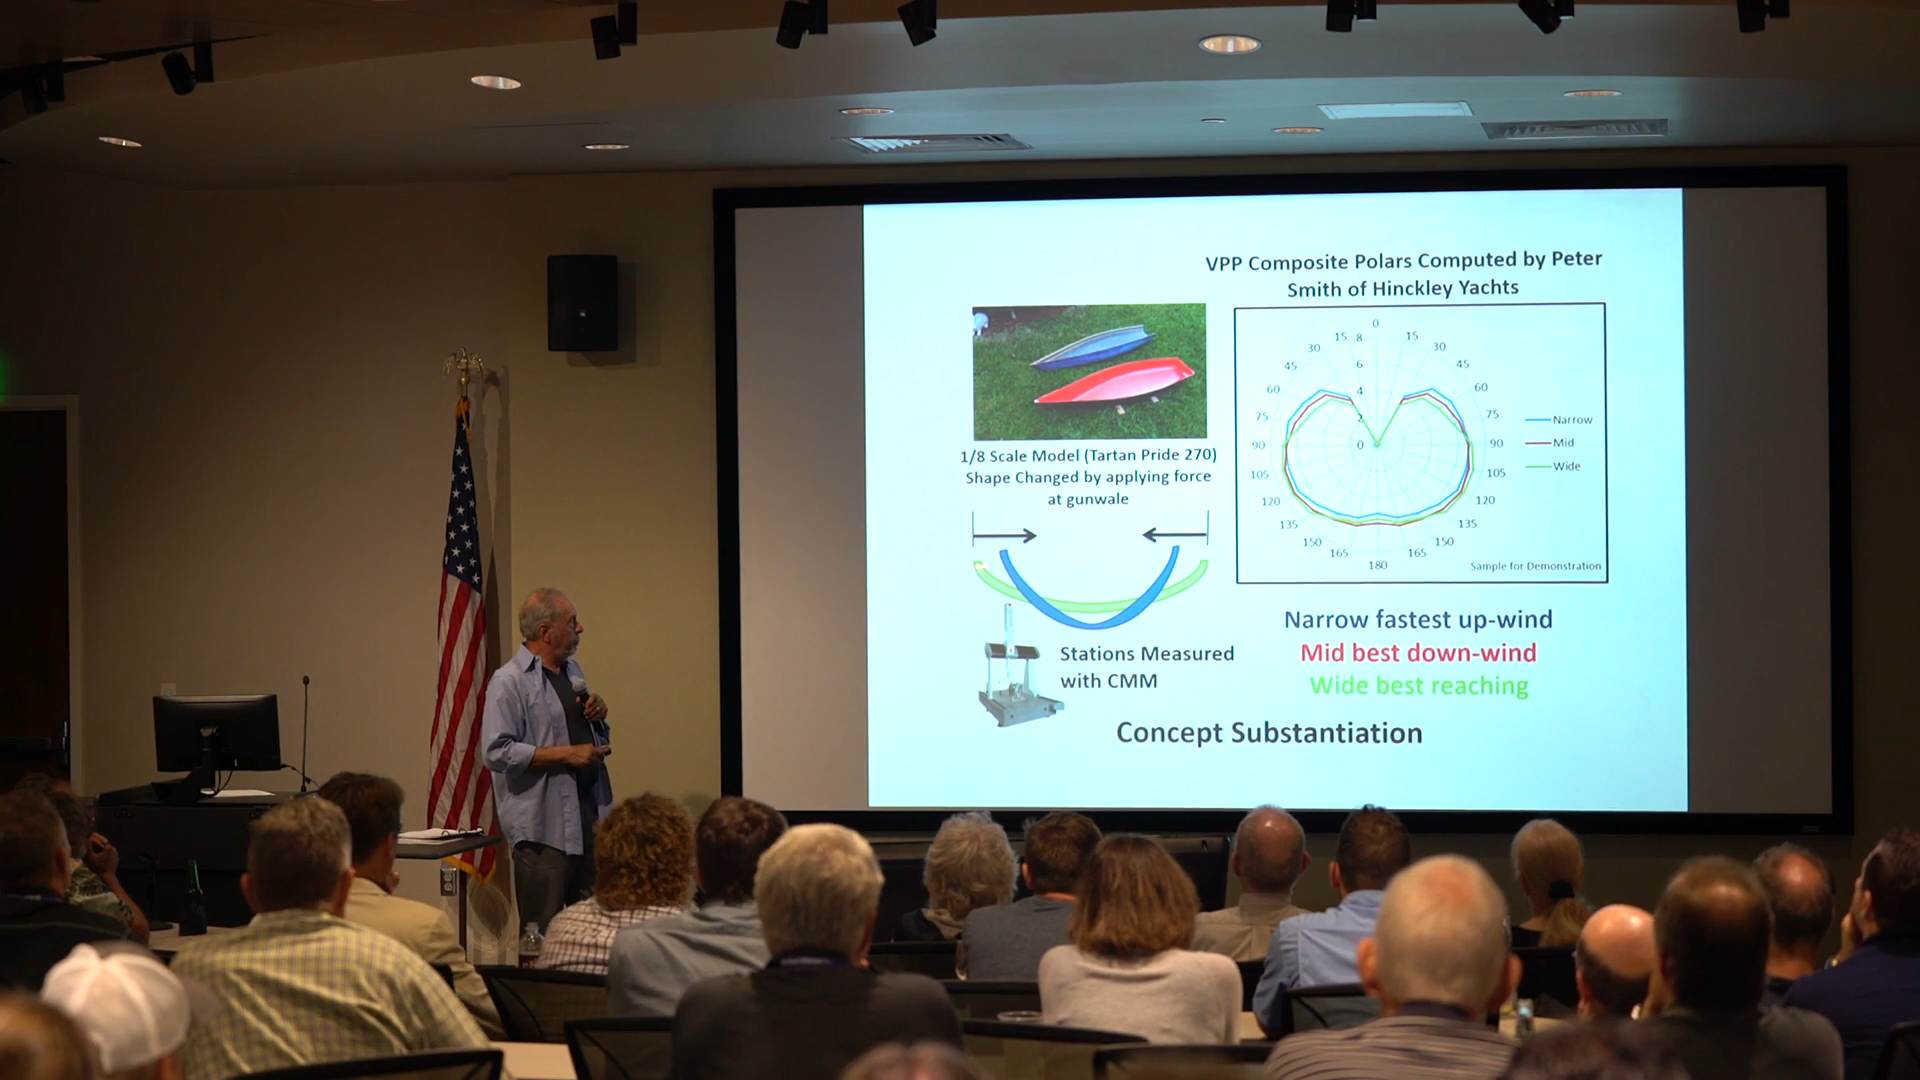 VPP Composite Polars Computed by Peter
Smith of Hinckley Yachts
0
15
8
15
30
30
45
6
45
60
4
60
75
2
75
90
0
90
105
105
120
120
135
135
150
150
165
165
180
Narrow
Mid
Wide
Sample for Demonstration
1/8 Scale Model (Tartan Pride 270)
Shape Changed by applying force
at gunwale
Stations Measured
with CMM
Narrow fastest up-wind
Mid best down-wind
Wide best reaching
Concept Substantiation